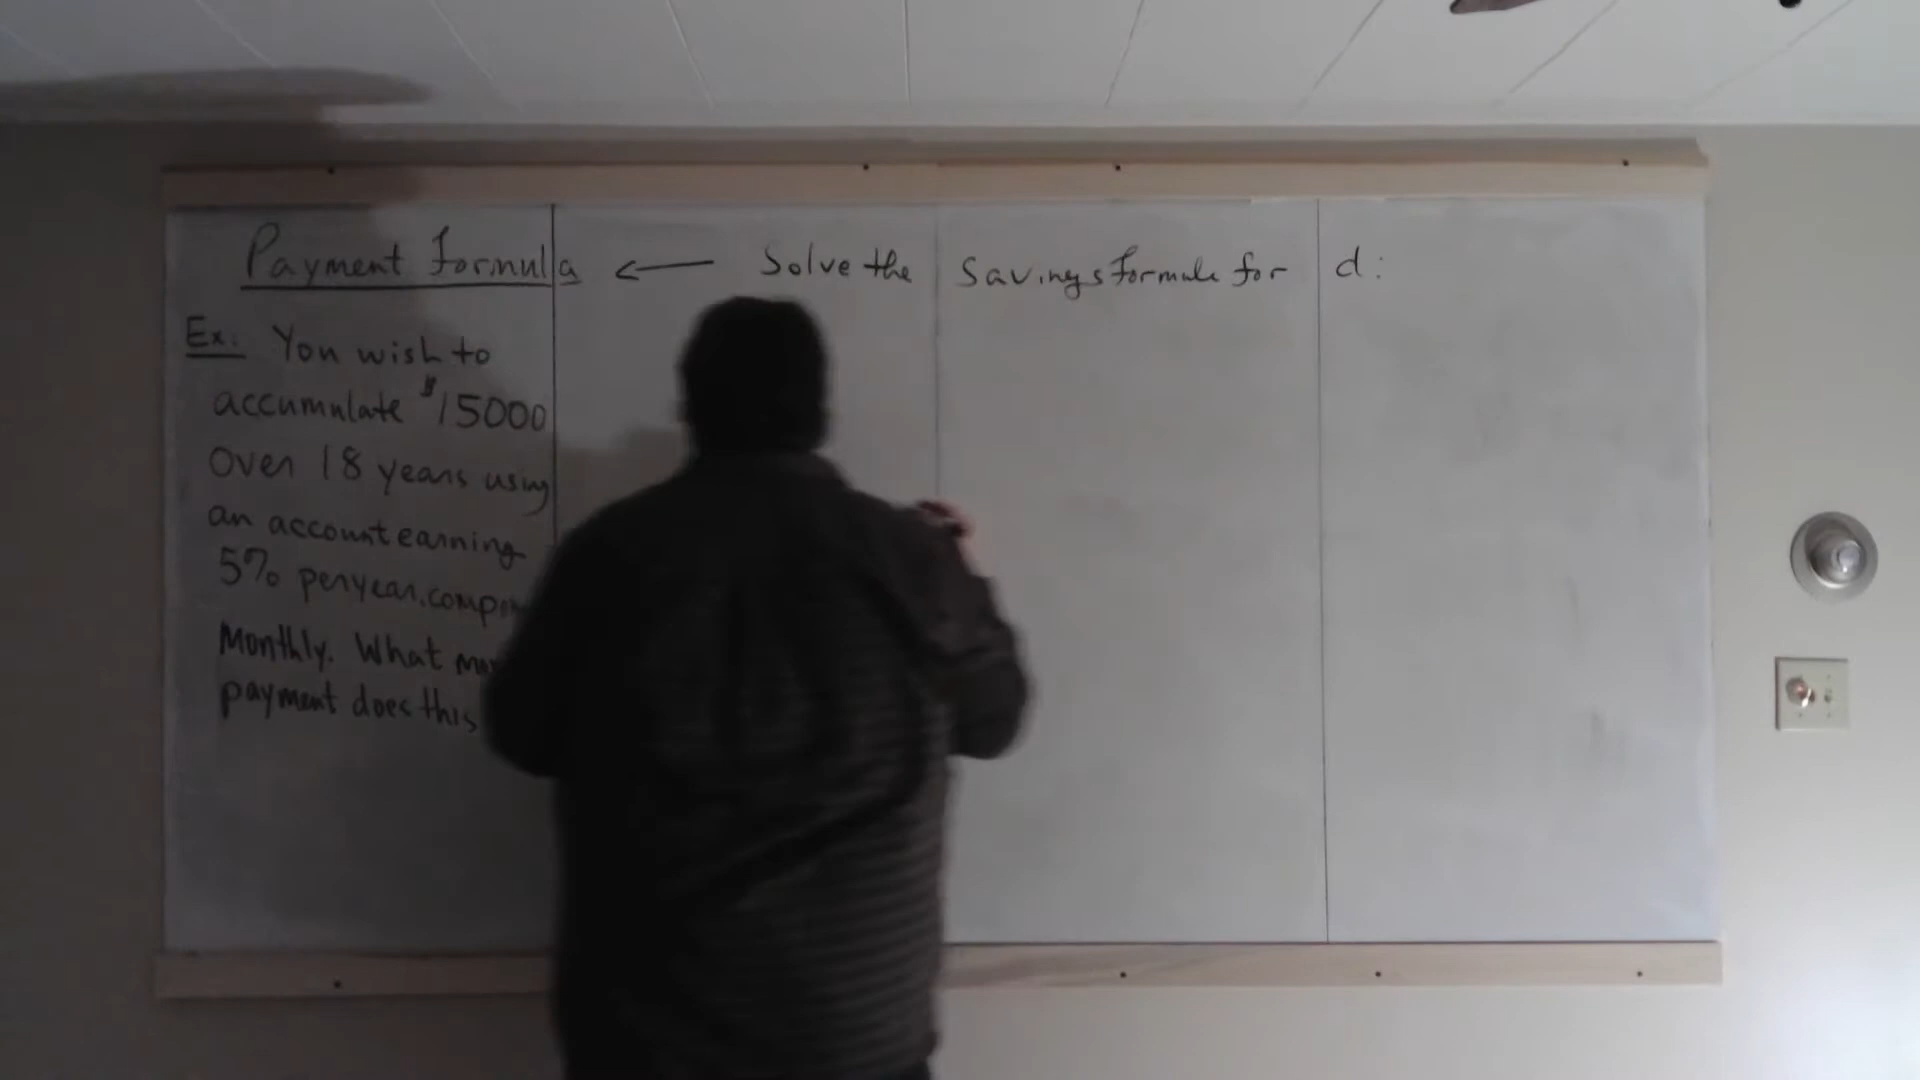 Payment Formula ← Solve the Savings Formula for d:
Ex. You wish to
accumulate $15000
over 18 years using
an account earning
5% per year, 
Monthly. What
payment does this